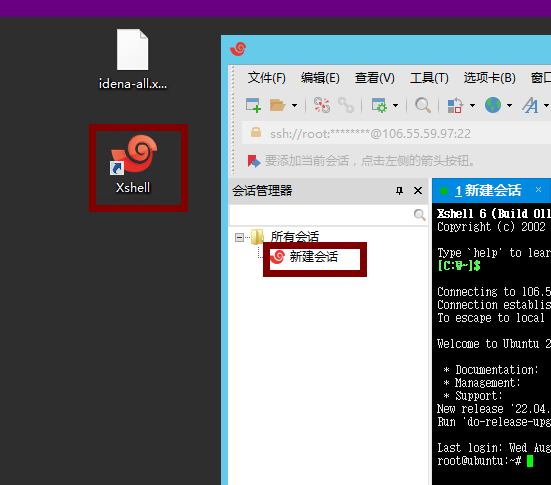 idena-all.x...
Xshell
文件(F) 编辑(E) 查看(V) 工具(T) 选项卡(B) 窗口
ssh://root:********@106.55.59.97:22
要添加当前会话，点击左侧的箭头按钮。
会话管理器
所有会话
新建会话
1 新建会话 ×
Xshell 6 (Build 0ll
Copyright (c) 2002
Type `help' to lear
[C:\~]$
Connecting to 106.5
Connection establis
To escape to local
Welcome to Ubuntu 2
* Documentation:
* Management:
* Support:
New release '22.04.
Run 'do-release-upg
Last login: Wed Aug
root@ubuntu:~#